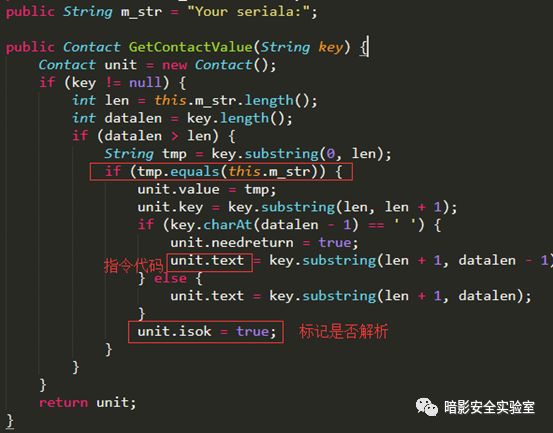 public String m_str = "Your seriala:";
public Contact GetContactValue(String key) {
Contact unit = new Contact();
if (key != null) {
int len = this.m_str.length();
int datalen = key.length();
if (datalen > len) {
String tmp = key.substring(0, len);
if (tmp.equals(this.m_str)) {
unit.value = tmp;
unit.key = key.substring(len, len + 1);
if (key.charAt(datalen - 1) == ' ') {
unit.needreturn = true;
指令代码 unit.text = key.substring(len + 1, datalen - 1)
} else {
unit.text = key.substring(len + 1, datalen);
}
unit.isok = true; 标记是否解析
}
}
}
return unit;
}
暗影安全实验室